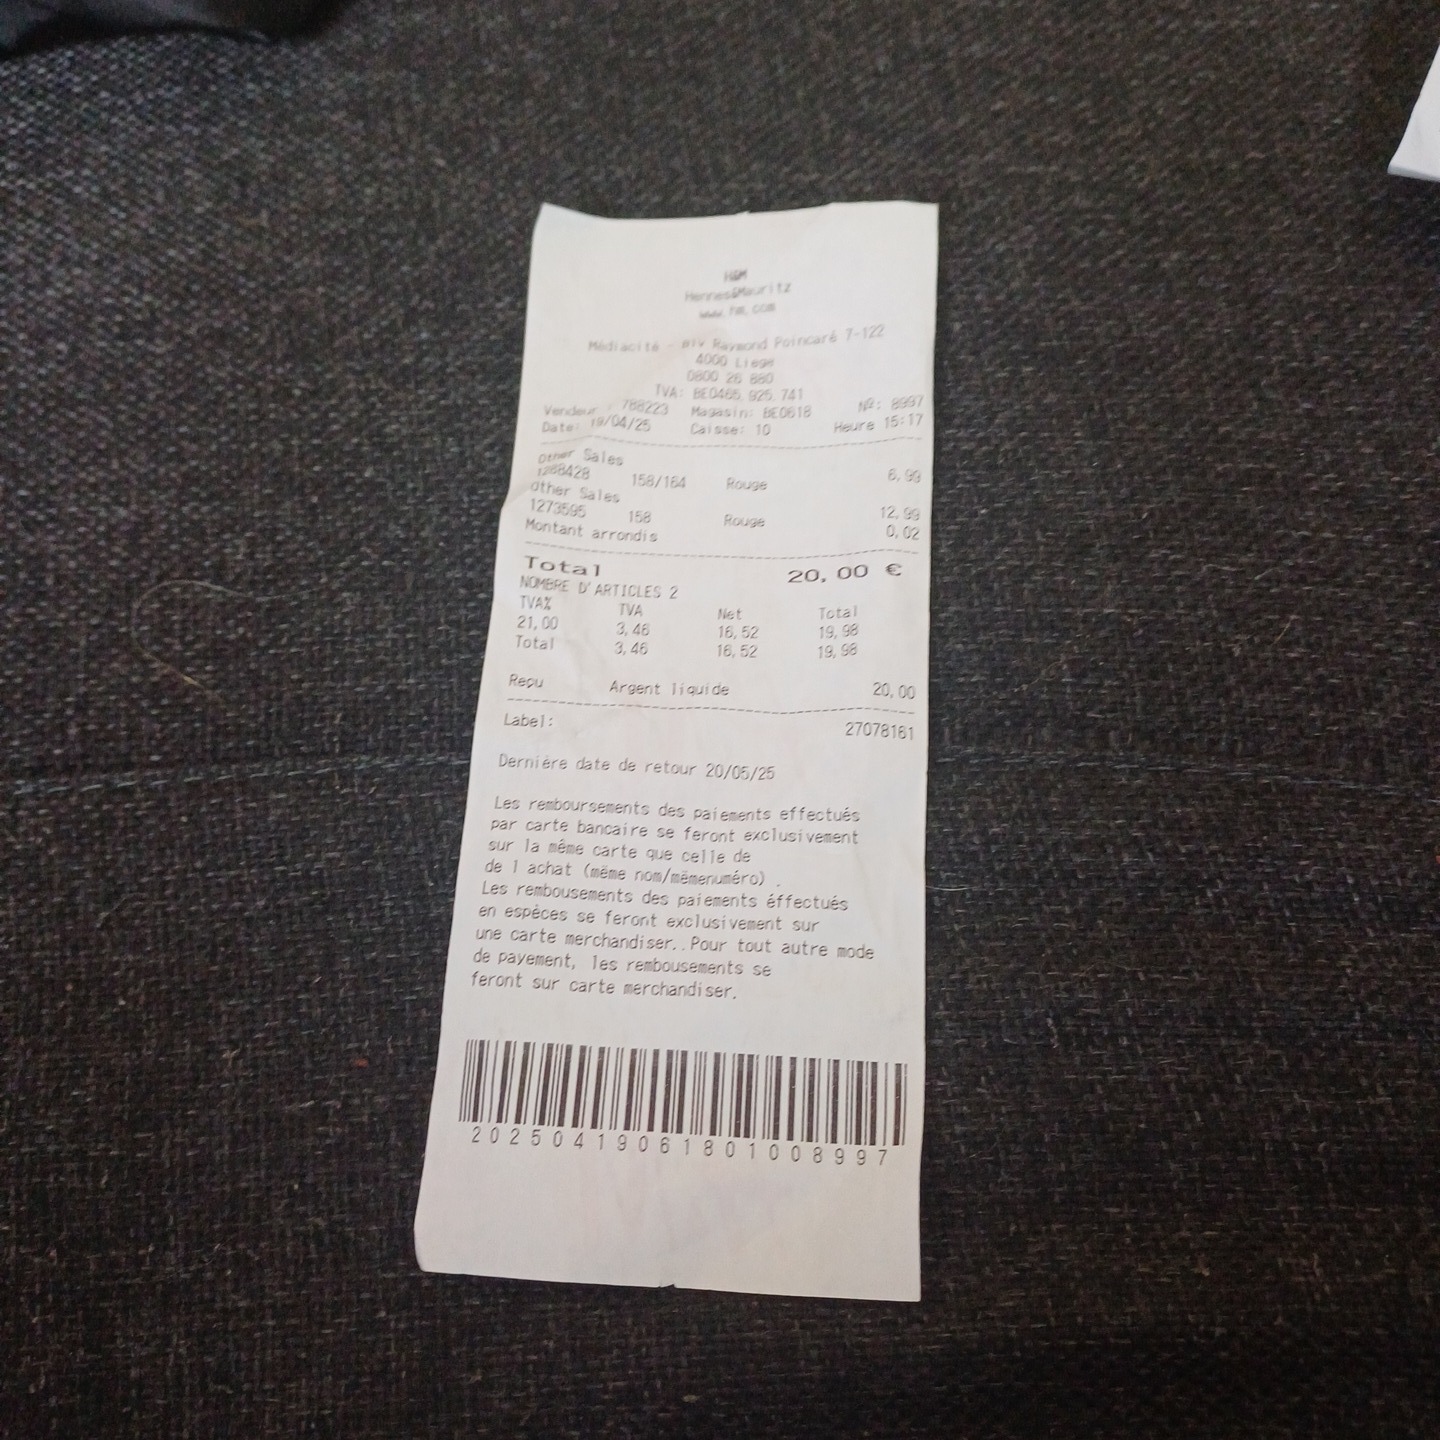 H&M
Hennes&Mauritz
www.hm.com
Médiacité - Blv Raymond Poincaré 7-122
4000 Liege
0800 26 880
TVA: BE0465.925.741
Vendeur : 788223 Magasin: BE0618 Nº: 8997
Date: 19/04/25 Caisse: 10 Heure 15:17
Other Sales
1268428 158/164 Rouge 6,99
Other Sales
1273595 158 Rouge 12,99
Montant arrondis 0,02
Total 20,00 €
NOMBRE D'ARTICLES 2
TVA% TVA Net Total
21,00 3,46 16,52 19,98
Total 3,46 16,52 19,98
Reçu Argent liquide 20,00
Label: 27078161
Dernière date de retour 20/05/25
Les remboursements des paiements effectués
par carte bancaire se feront exclusivement
sur la même carte que celle de
de l achat (même nom/mêmenuméro) .
Les rembousements des paiements éffectués
en espèces se feront exclusivement sur
une carte merchandiser..Pour tout autre mode
de payement, les rembousements se
feront sur carte merchandiser.
20250419061801008997